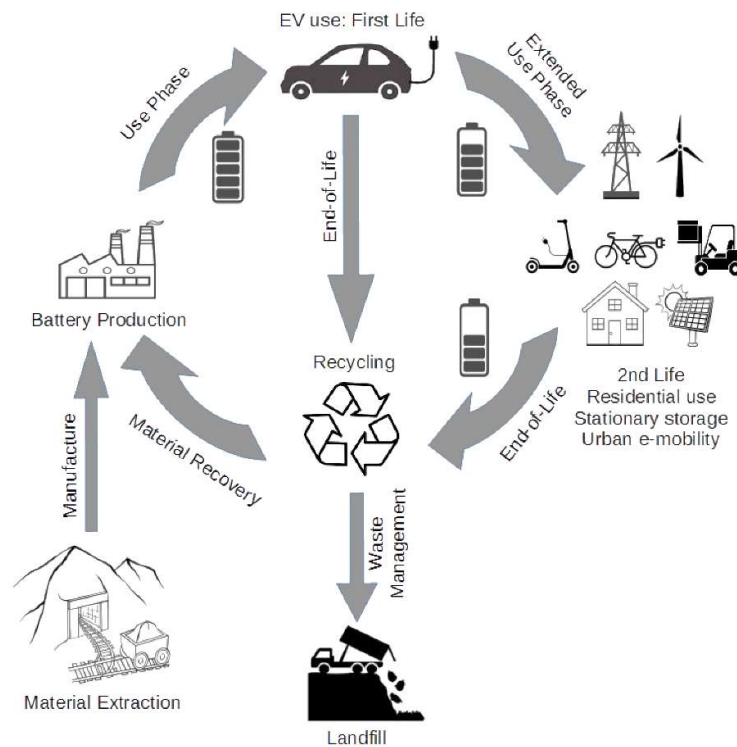 EV use: First Life
Use Phase
Extended
Use Phase
End-of-Life
Battery Production
Recycling
2nd Life
Residential use
Stationary storage
Urban e-mobility
End-of-Life
Material Recovery
Manufacture
Waste
Management
Material Extraction
Landfill